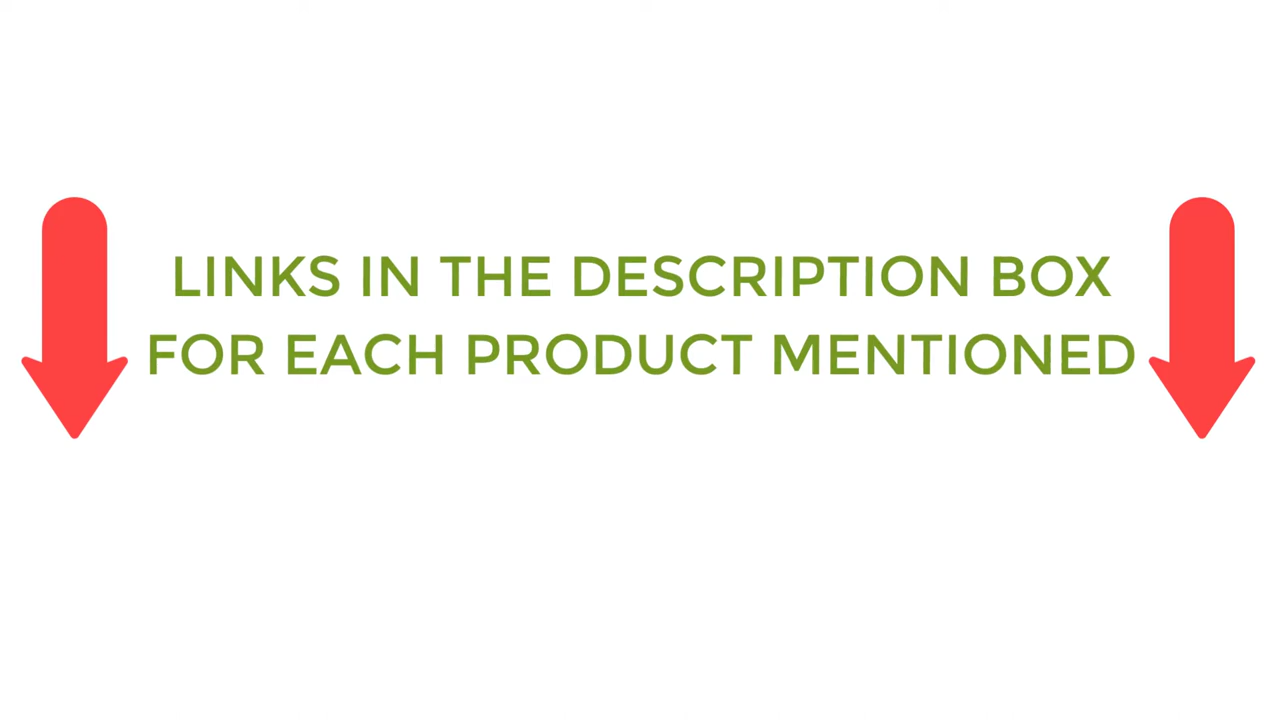 LINKS IN THE DESCRIPTION BOX
FOR EACH PRODUCT MENTIONED